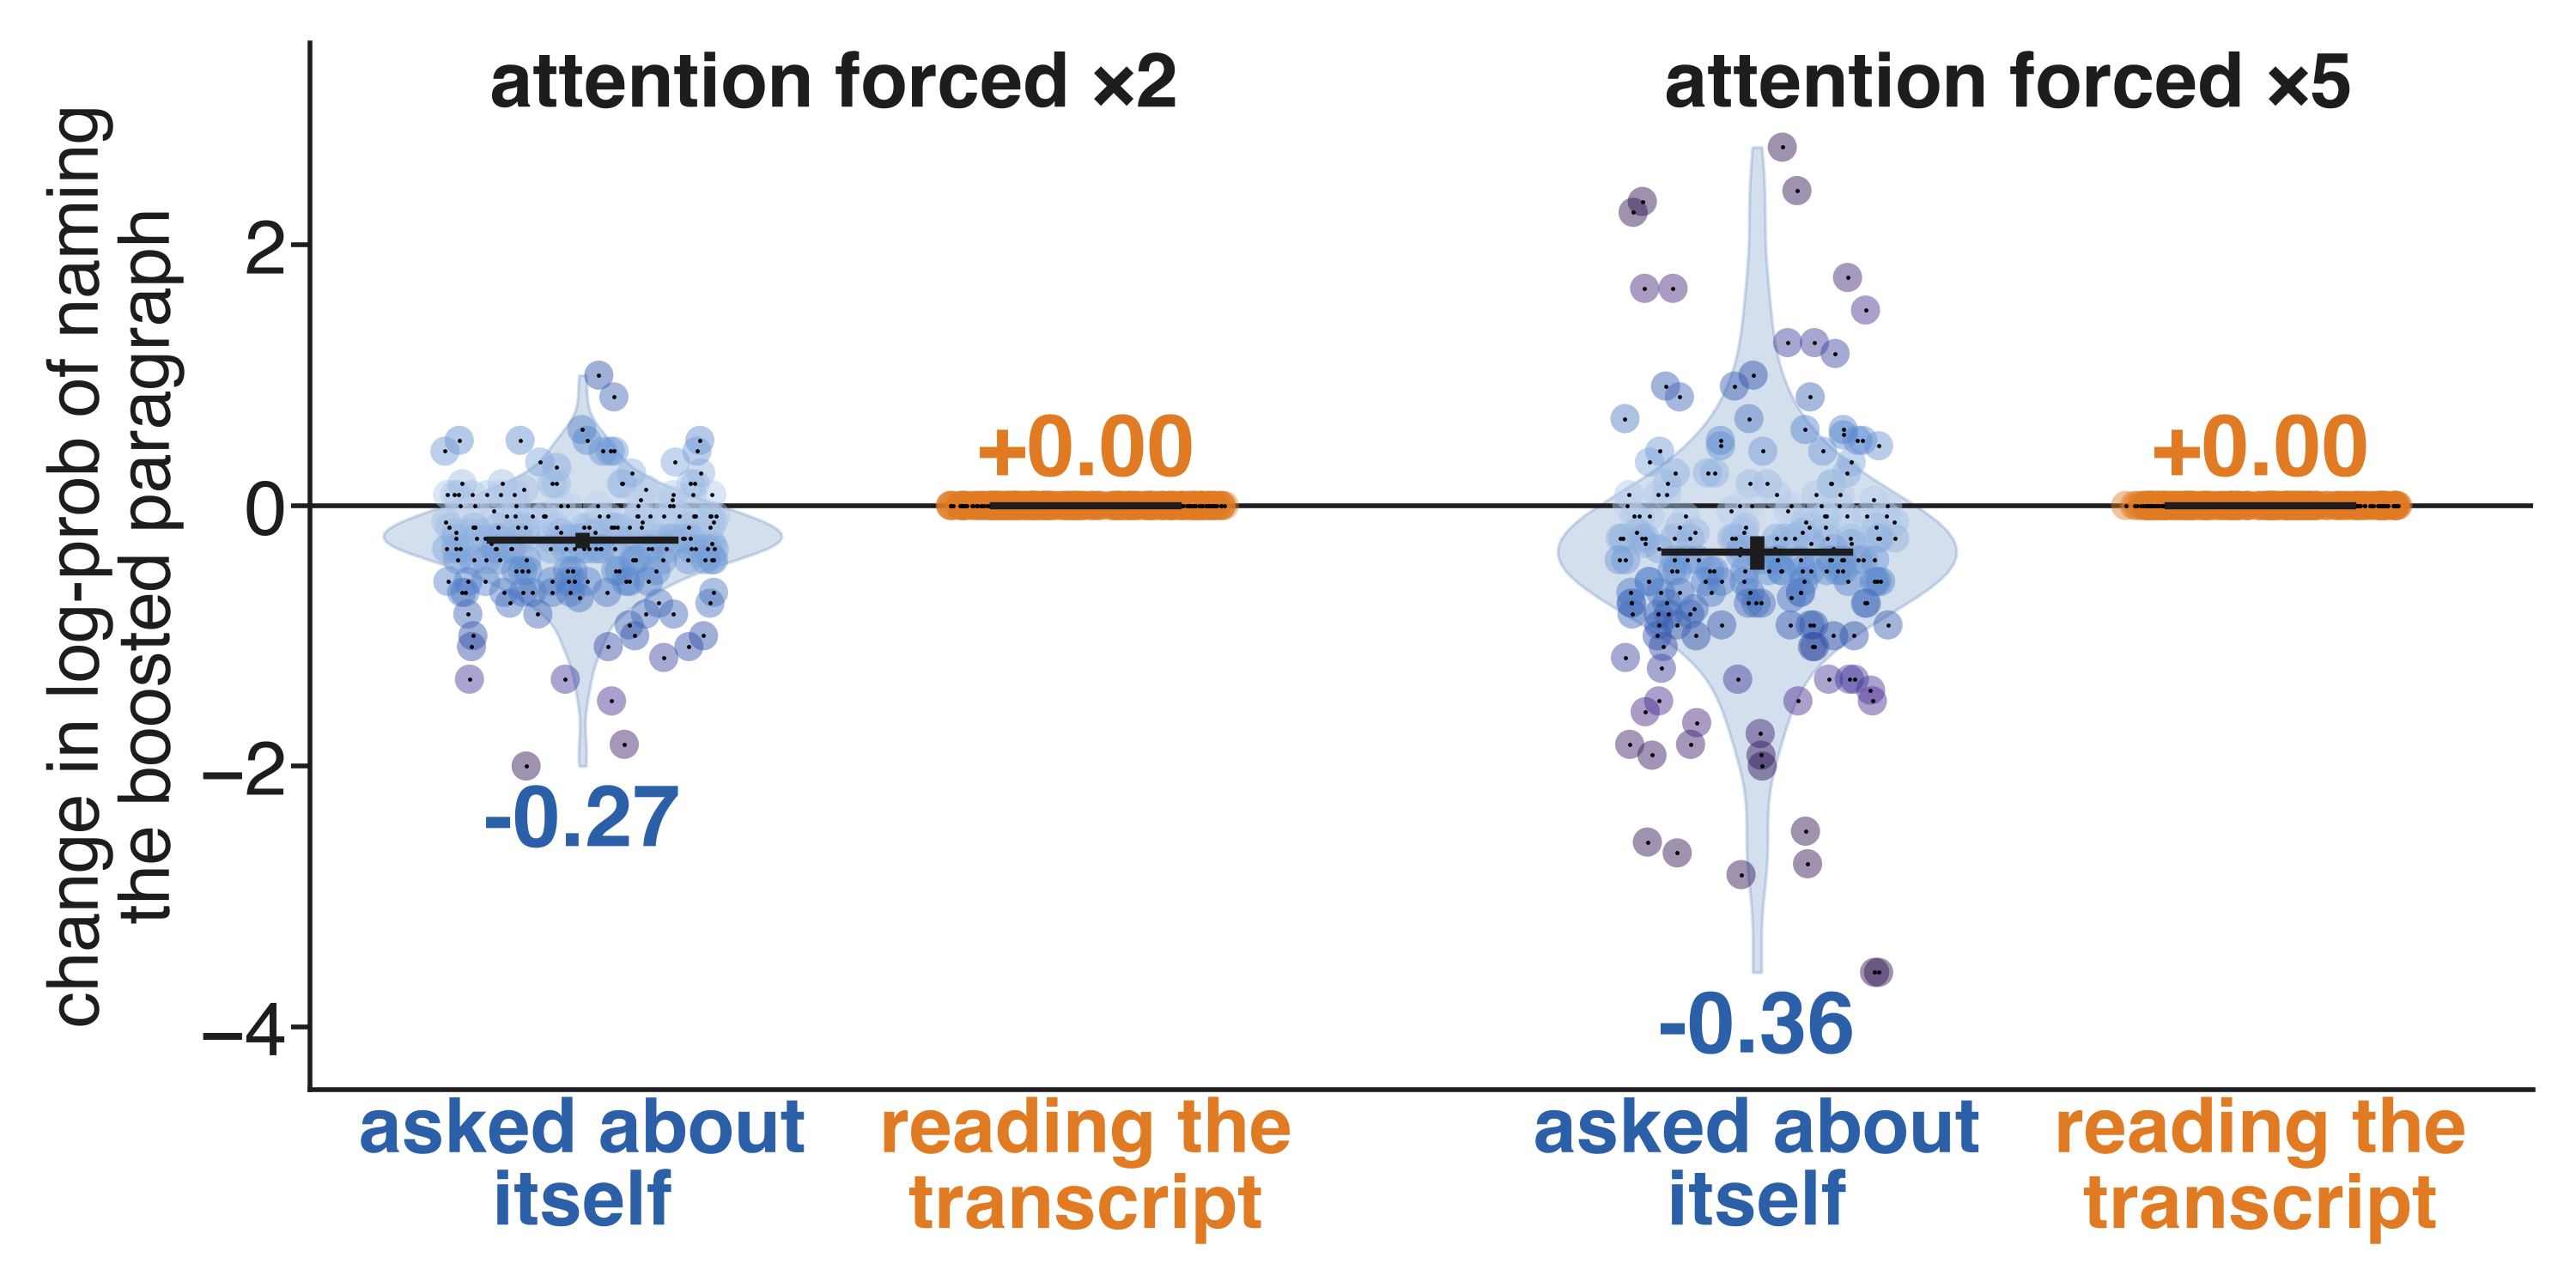 change in log-prob of naming
the boosted paragraph
attention forced ×2
attention forced ×5
2
0
−2
−4
+0.00
+0.00
-0.27
-0.36
asked about
itself
reading the
transcript
asked about
itself
reading the
transcript